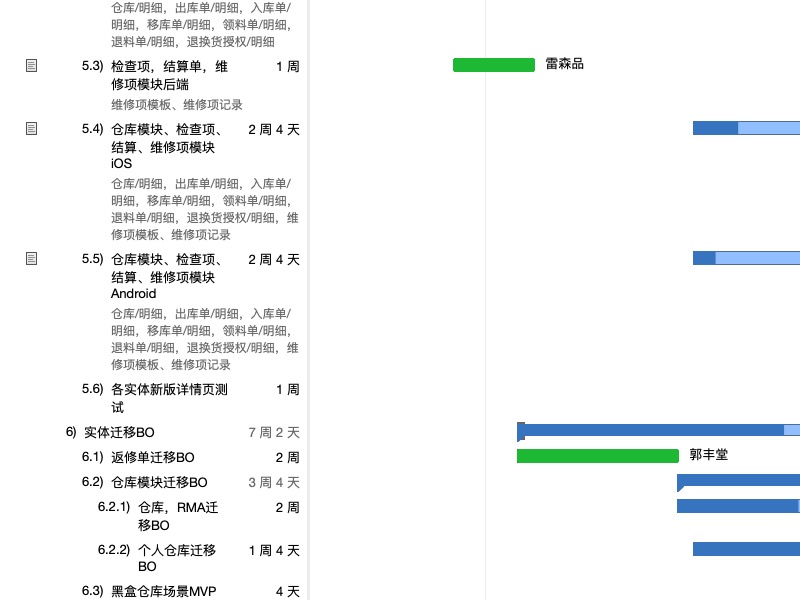 仓库/明细，出库单/明细，入库单/
明细，移库单/明细，领料单/明细，
退料单/明细，退换货授权/明细
5.3) 检查项，结算单，维 1 周 雷森品
修项模块后端
维修项模板、维修项记录
5.4) 仓库模块、检查项、 2 周 4 天
结算、维修项模块
iOS
仓库/明细，出库单/明细，入库单/
明细，移库单/明细，领料单/明细，
退料单/明细，退换货授权/明细，维
修项模板、维修项记录
5.5) 仓库模块、检查项、 2 周 4 天
结算、维修项模块
Android
仓库/明细，出库单/明细，入库单/
明细，移库单/明细，领料单/明细，
退料单/明细，退换货授权/明细，维
修项模板、维修项记录
5.6) 各实体新版详情页测 1 周
试
6) 实体迁移BO 7 周 2 天
6.1) 返修单迁移BO 2 周 郭丰堂
6.2) 仓库模块迁移BO 3 周 4 天
6.2.1) 仓库，RMA迁 2 周
移BO
6.2.2) 个人仓库迁移 1 周 4 天
BO
6.3) 黑盒仓库场景MVP 4 天